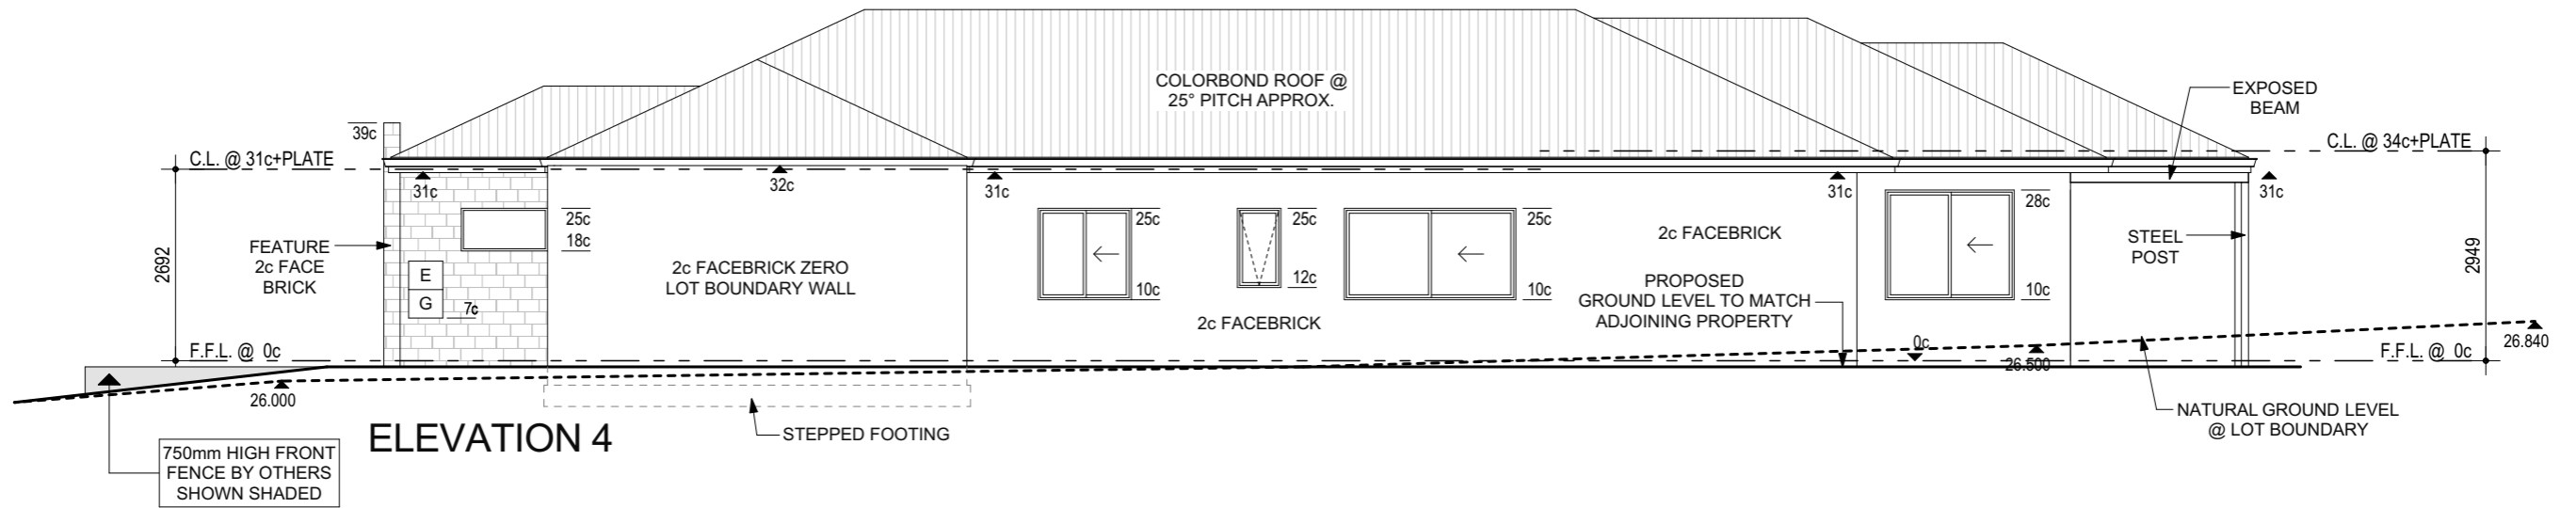 COLORBOND ROOF @
25° PITCH APPROX.
EXPOSED
BEAM
39c
C.L. @ 31c+PLATE
C.L. @ 34c+PLATE
31c
32c
31c
31c
31c
25c
18c
25c
10c
25c
12c
25c
10c
28c
10c
2692
FEATURE
2c FACE
BRICK
E
G
7c
2c FACEBRICK ZERO
LOT BOUNDARY WALL
2c FACEBRICK
2c FACEBRICK
PROPOSED
GROUND LEVEL TO MATCH
ADJOINING PROPERTY
STEEL
POST
2949
F.F.L. @ 0c
0c
F.F.L. @ 0c
26.000
26.500
26.840
NATURAL GROUND LEVEL
@ LOT BOUNDARY
STEPPED FOOTING
ELEVATION 4
750mm HIGH FRONT
FENCE BY OTHERS
SHOWN SHADED